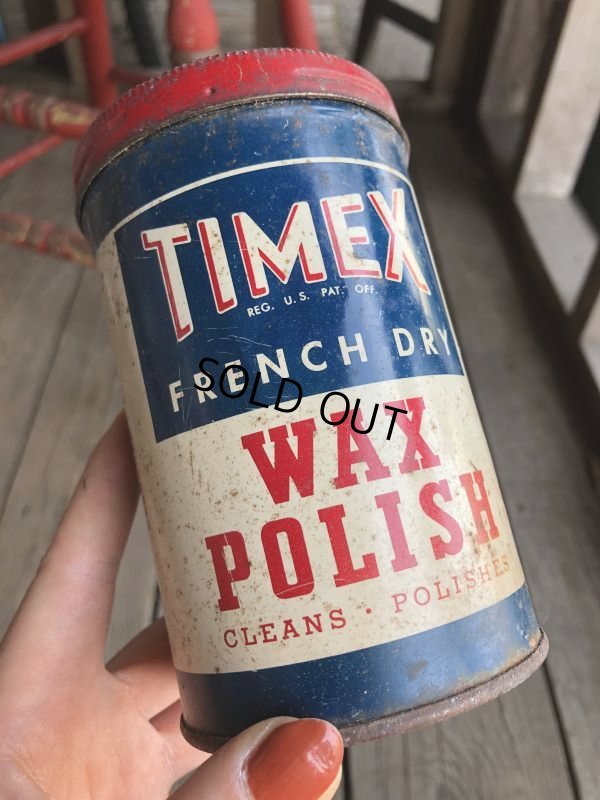 TIMEX
REG. U.S. PAT. OFF.
FRENCH DRY
SOLD OUT
WAX
POLISH
CLEANS · POLISHES